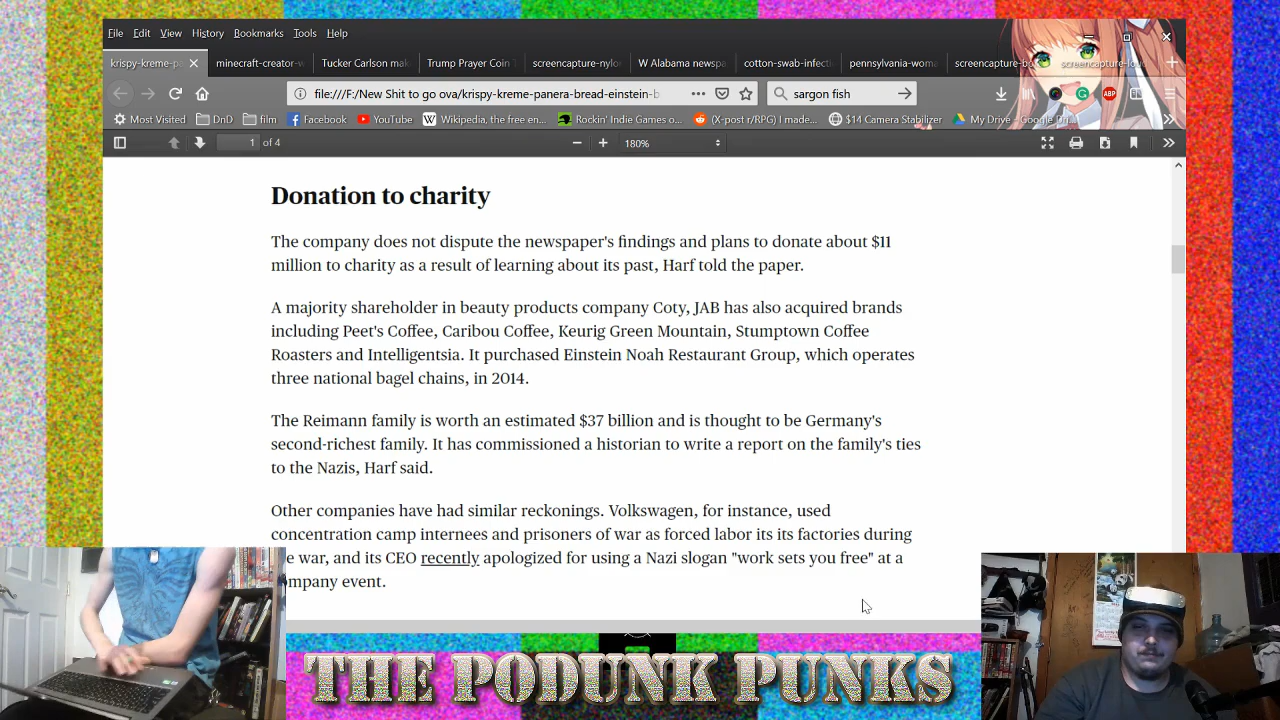 File Edit View History Bookmarks Tools Help
krispy-kreme-pa minecraft-creator-w Tucker Carlson mak Trump Prayer Coin screencapture-nylo W Alabama newspa cotton-swab-infecti pennsylvania-wom screencapture-bo screencapture-lou
file:///F:/New Shit to go ova/krispy-kreme-panera-bread-einstein-b sargon fish ABP
Most Visited DnD film Facebook YouTube Wikipedia, the free en... Rockin' Indie Games o... (X-post r/RPG) I made... $14 Camera Stabilizer My Drive - Google Dr...
1 of 4 180%
Donation to charity
The company does not dispute the newspaper's findings and plans to donate about $11
million to charity as a result of learning about its past, Harf told the paper.
A majority shareholder in beauty products company Coty, JAB has also acquired brands
including Peet's Coffee, Caribou Coffee, Keurig Green Mountain, Stumptown Coffee
Roasters and Intelligentsia. It purchased Einstein Noah Restaurant Group, which operates
three national bagel chains, in 2014.
The Reimann family is worth an estimated $37 billion and is thought to be Germany's
second-richest family. It has commissioned a historian to write a report on the family's ties
to the Nazis, Harf said.
Other companies have had similar reckonings. Volkswagen, for instance, used
concentration camp internees and prisoners of war as forced labor its its factories during
e war, and its CEO recently apologized for using a Nazi slogan "work sets you free" at a
ompany event.
THE PODUNK PUNKS